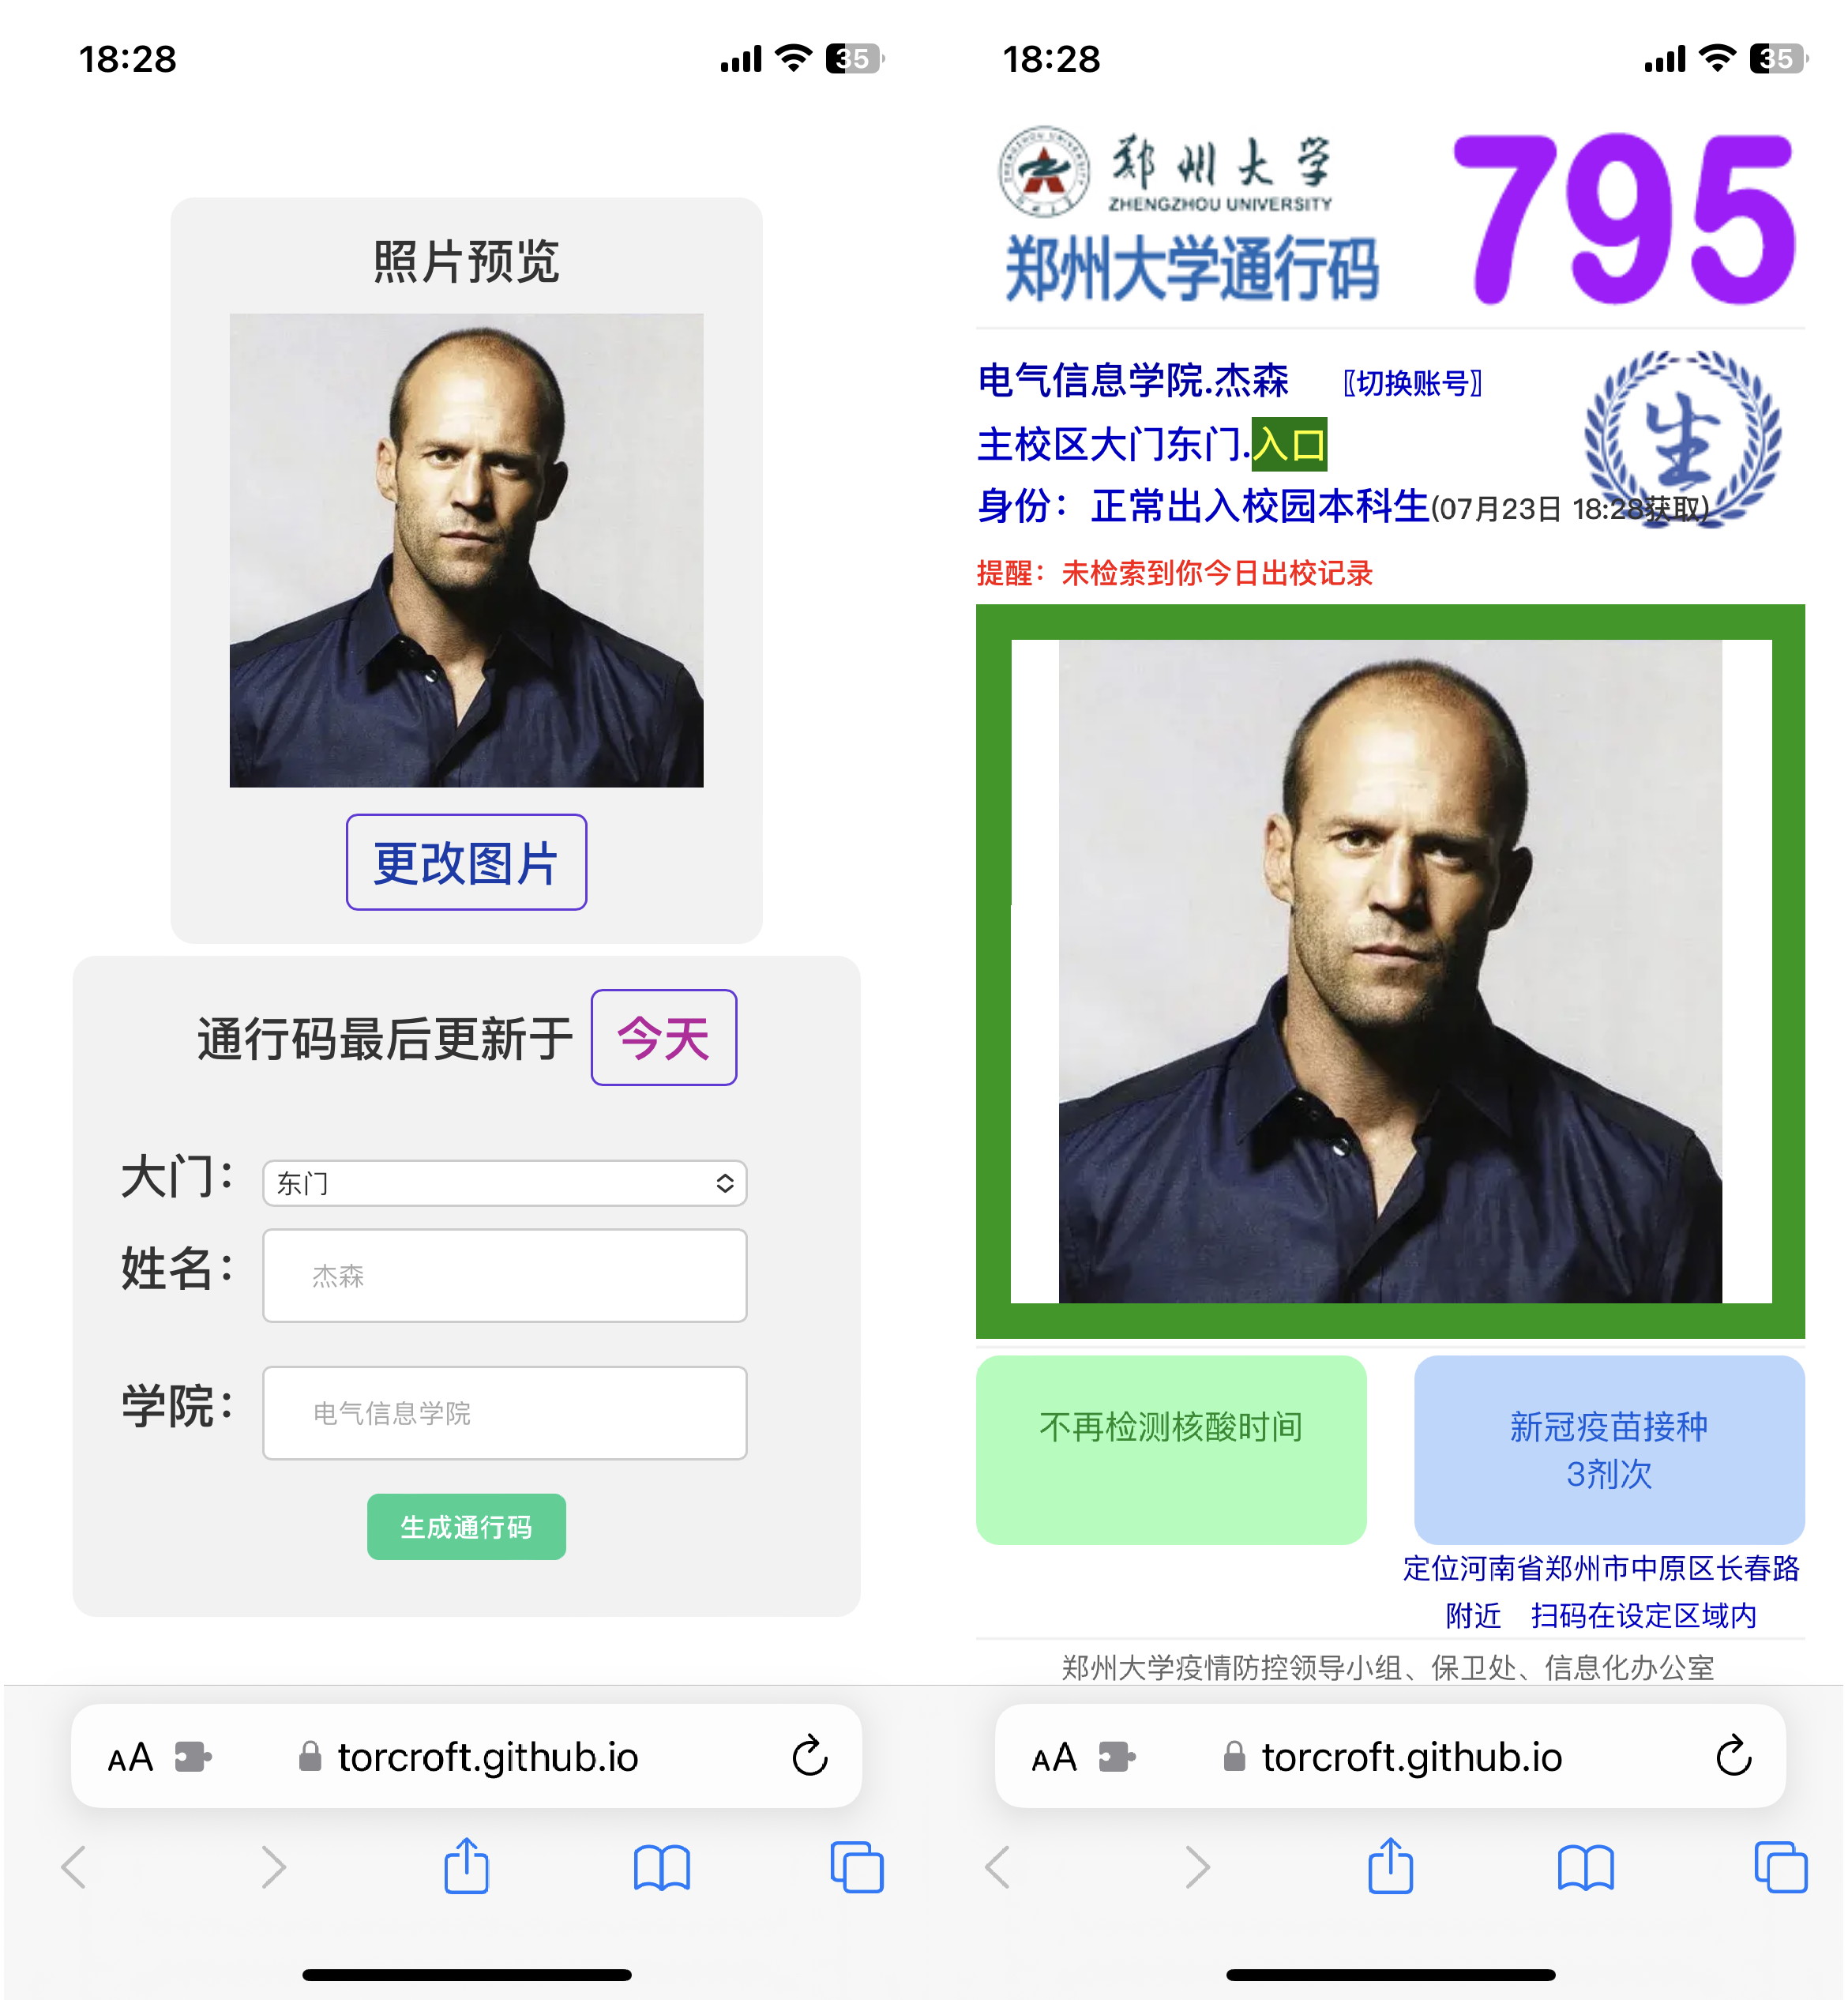 18:28
35
照片预览
更改图片
通行码最后更新于 今天
大门：
东门
姓名：
杰森
学院：
电气信息学院
生成通行码
AA
torcroft.github.io
18:28
35
郑州大学
ZHENGZHOU UNIVERSITY
郑州大学通行码
795
电气信息学院.杰森 〖切换账号〗
主校区大门东门.入口
生
身份：正常出入校园本科生(07月23日 18:28获取)
提醒：未检索到你今日出校记录
不再检测核酸时间
新冠疫苗接种
3剂次
定位河南省郑州市中原区长春路
附近 扫码在设定区域内
郑州大学疫情防控领导小组、保卫处、信息化办公室
AA
torcroft.github.io